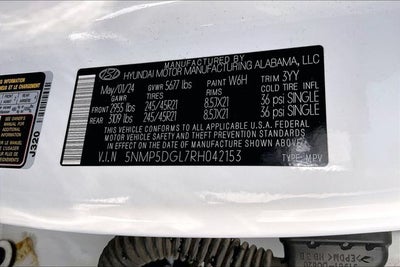 MANUFACTURED BY
HYUNDAI MOTOR MANUFACTURING ALABAMA, LLC
May/01/24 GVWR 5677 lbs PAINT W6H TRIM 3YY
GAWR TIRES RIMS COLD TIRE INFL
FRONT 2955 lbs 245/45R21 8.5JX21 36 psi SINGLE
REAR 3109 lbs 245/45R21 8.5JX21 36 psi SINGLE
THIS VEHICLE CONFORMS TO ALL APPLICABLE U.S.A. FEDERAL
MOTOR VEHICLE SAFETY AND THEFT PREVENTION STANDARDS
IN EFFECT ON THE DATE OF MANUFACTURE SHOWN ABOVE.
V.I.N 5NMP5DGL7RH042153 TYPE: MPV
J320